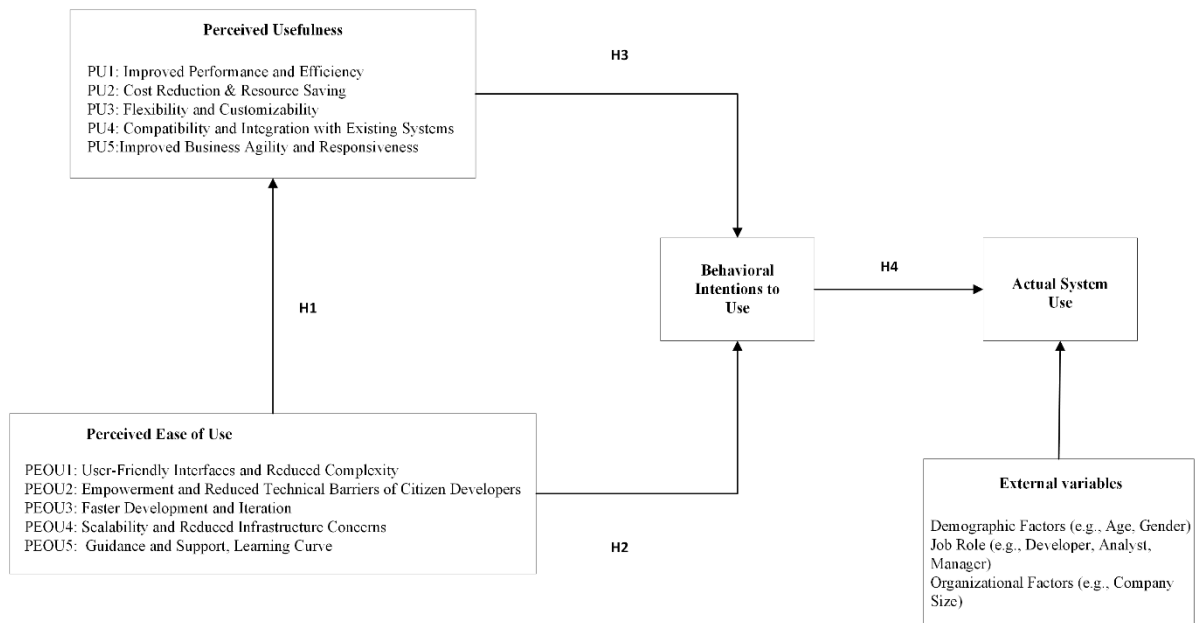 Perceived Usefulness
PU1: Improved Performance and Efficiency
PU2: Cost Reduction & Resource Saving
PU3: Flexibility and Customizability
PU4: Compatibility and Integration with Existing Systems
PU5:Improved Business Agility and Responsiveness
H3
H1
Behavioral
Intentions to
Use
H4
Actual System
Use
Perceived Ease of Use
PEOU1: User-Friendly Interfaces and Reduced Complexity
PEOU2: Empowerment and Reduced Technical Barriers of Citizen Developers
PEOU3: Faster Development and Iteration
PEOU4: Scalability and Reduced Infrastructure Concerns
PEOU5: Guidance and Support, Learning Curve
H2
External variables
Demographic Factors (e.g., Age, Gender)
Job Role (e.g., Developer, Analyst,
Manager)
Organizational Factors (e.g., Company
Size)